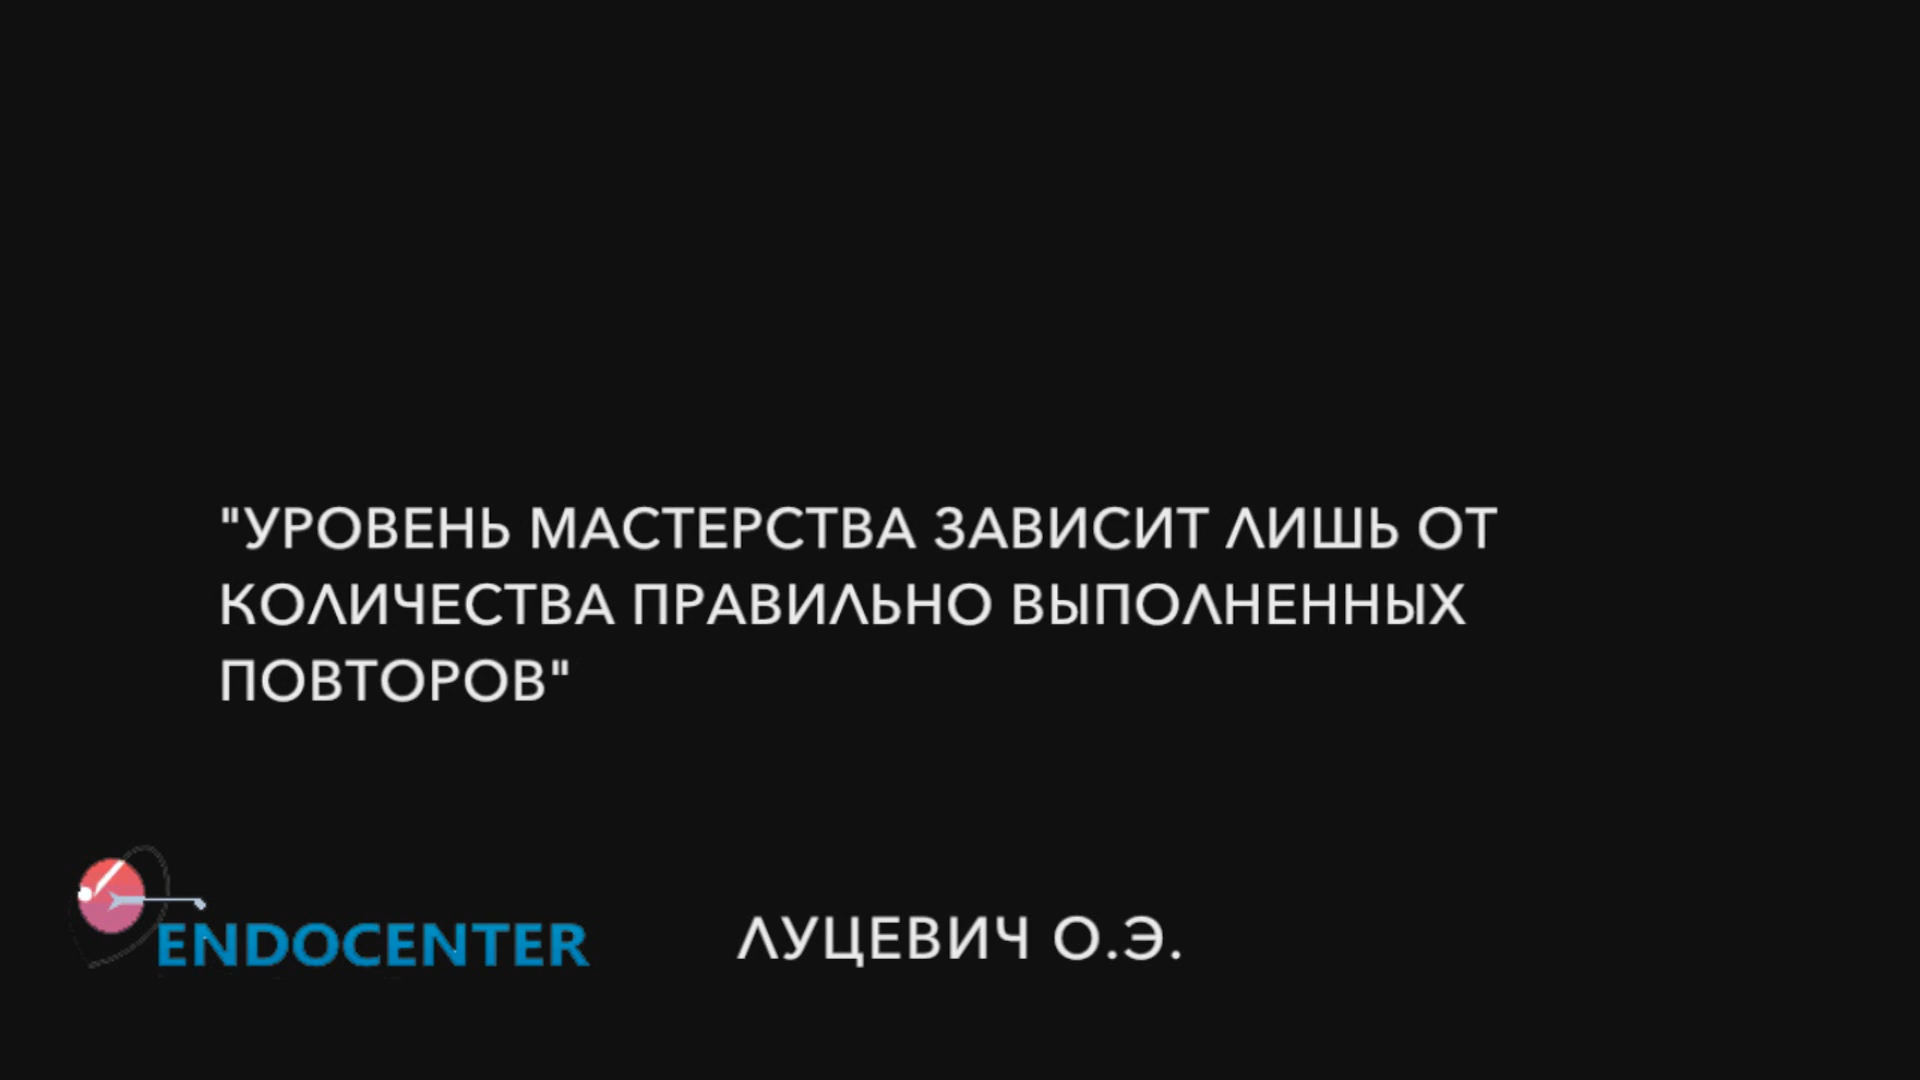 "УРОВЕНЬ МАСТЕРСТВА ЗАВИСИТ ЛИШЬ ОТ
КОЛИЧЕСТВА ПРАВИЛЬНО ВЫПОЛНЕННЫХ
ПОВТОРОВ"
ENDOCENTER
ЛУЦЕВИЧ О.Э.